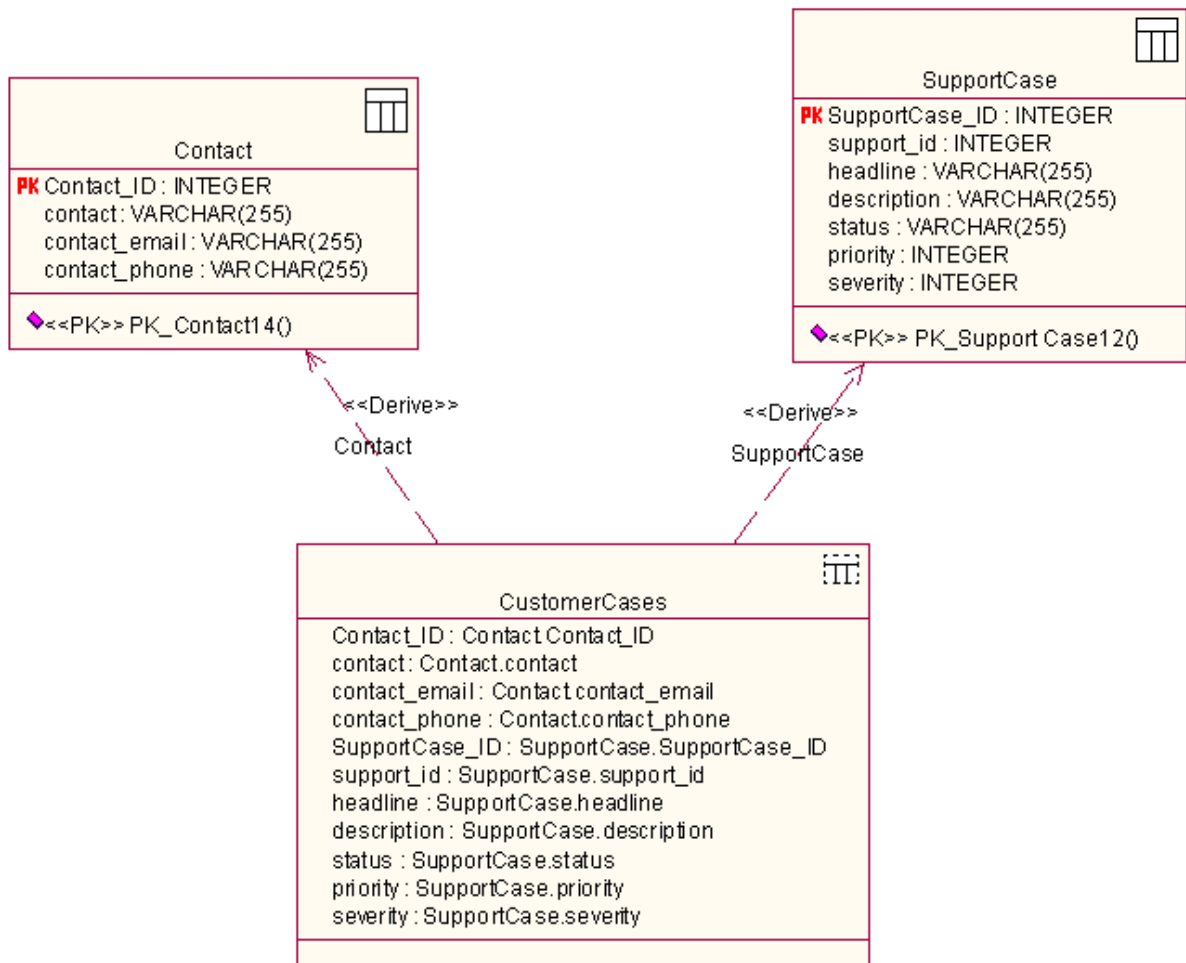 Contact
PK Contact_ID : INTEGER
contact : VARCHAR(255)
contact_email : VARCHAR(255)
contact_phone : VARCHAR(255)
<<PK>> PK_Contact14()
SupportCase
PK SupportCase_ID : INTEGER
support_id : INTEGER
headline : VARCHAR(255)
description : VARCHAR(255)
status : VARCHAR(255)
priority : INTEGER
severity : INTEGER
<<PK>> PK_Support Case12()
<<Derive>>
Contact
<<Derive>>
SupportCase
CustomerCases
Contact_ID : Contact.Contact_ID
contact : Contact.contact
contact_email : Contact.contact_email
contact_phone : Contact.contact_phone
SupportCase_ID : SupportCase.SupportCase_ID
support_id : SupportCase.support_id
headline : SupportCase.headline
description : SupportCase.description
status : SupportCase.status
priority : SupportCase.priority
severity : SupportCase.severity